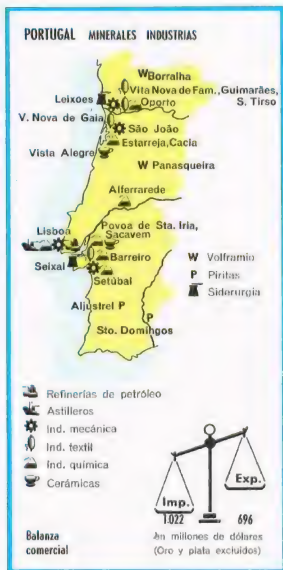 PORTUGAL MINERALES INDUSTRIAS
W Borralha
Vita Nova de Fam., Guimarães,
S. Tirso
Leixões
Oporto
V. Nova de Gaia
São João
Estarreja, Cacia
Vista Alegre
W Panasqueira
Alferrarede
Lisboa
Povoa de Sta. Iria,
Sacavem
Barreiro
Seixal
Setúbal
W Volframio
P Piritas
Siderurgia
Aljustrel P
P
Sto. Domingos
Refinerías de petróleo
Astilleros
Ind. mecánica
Ind. textil
Ind. química
Cerámicas
Imp.
Exp.
1.022 696
Balanza
comercial
en millones de dólares
(Oro y plata excluidos)